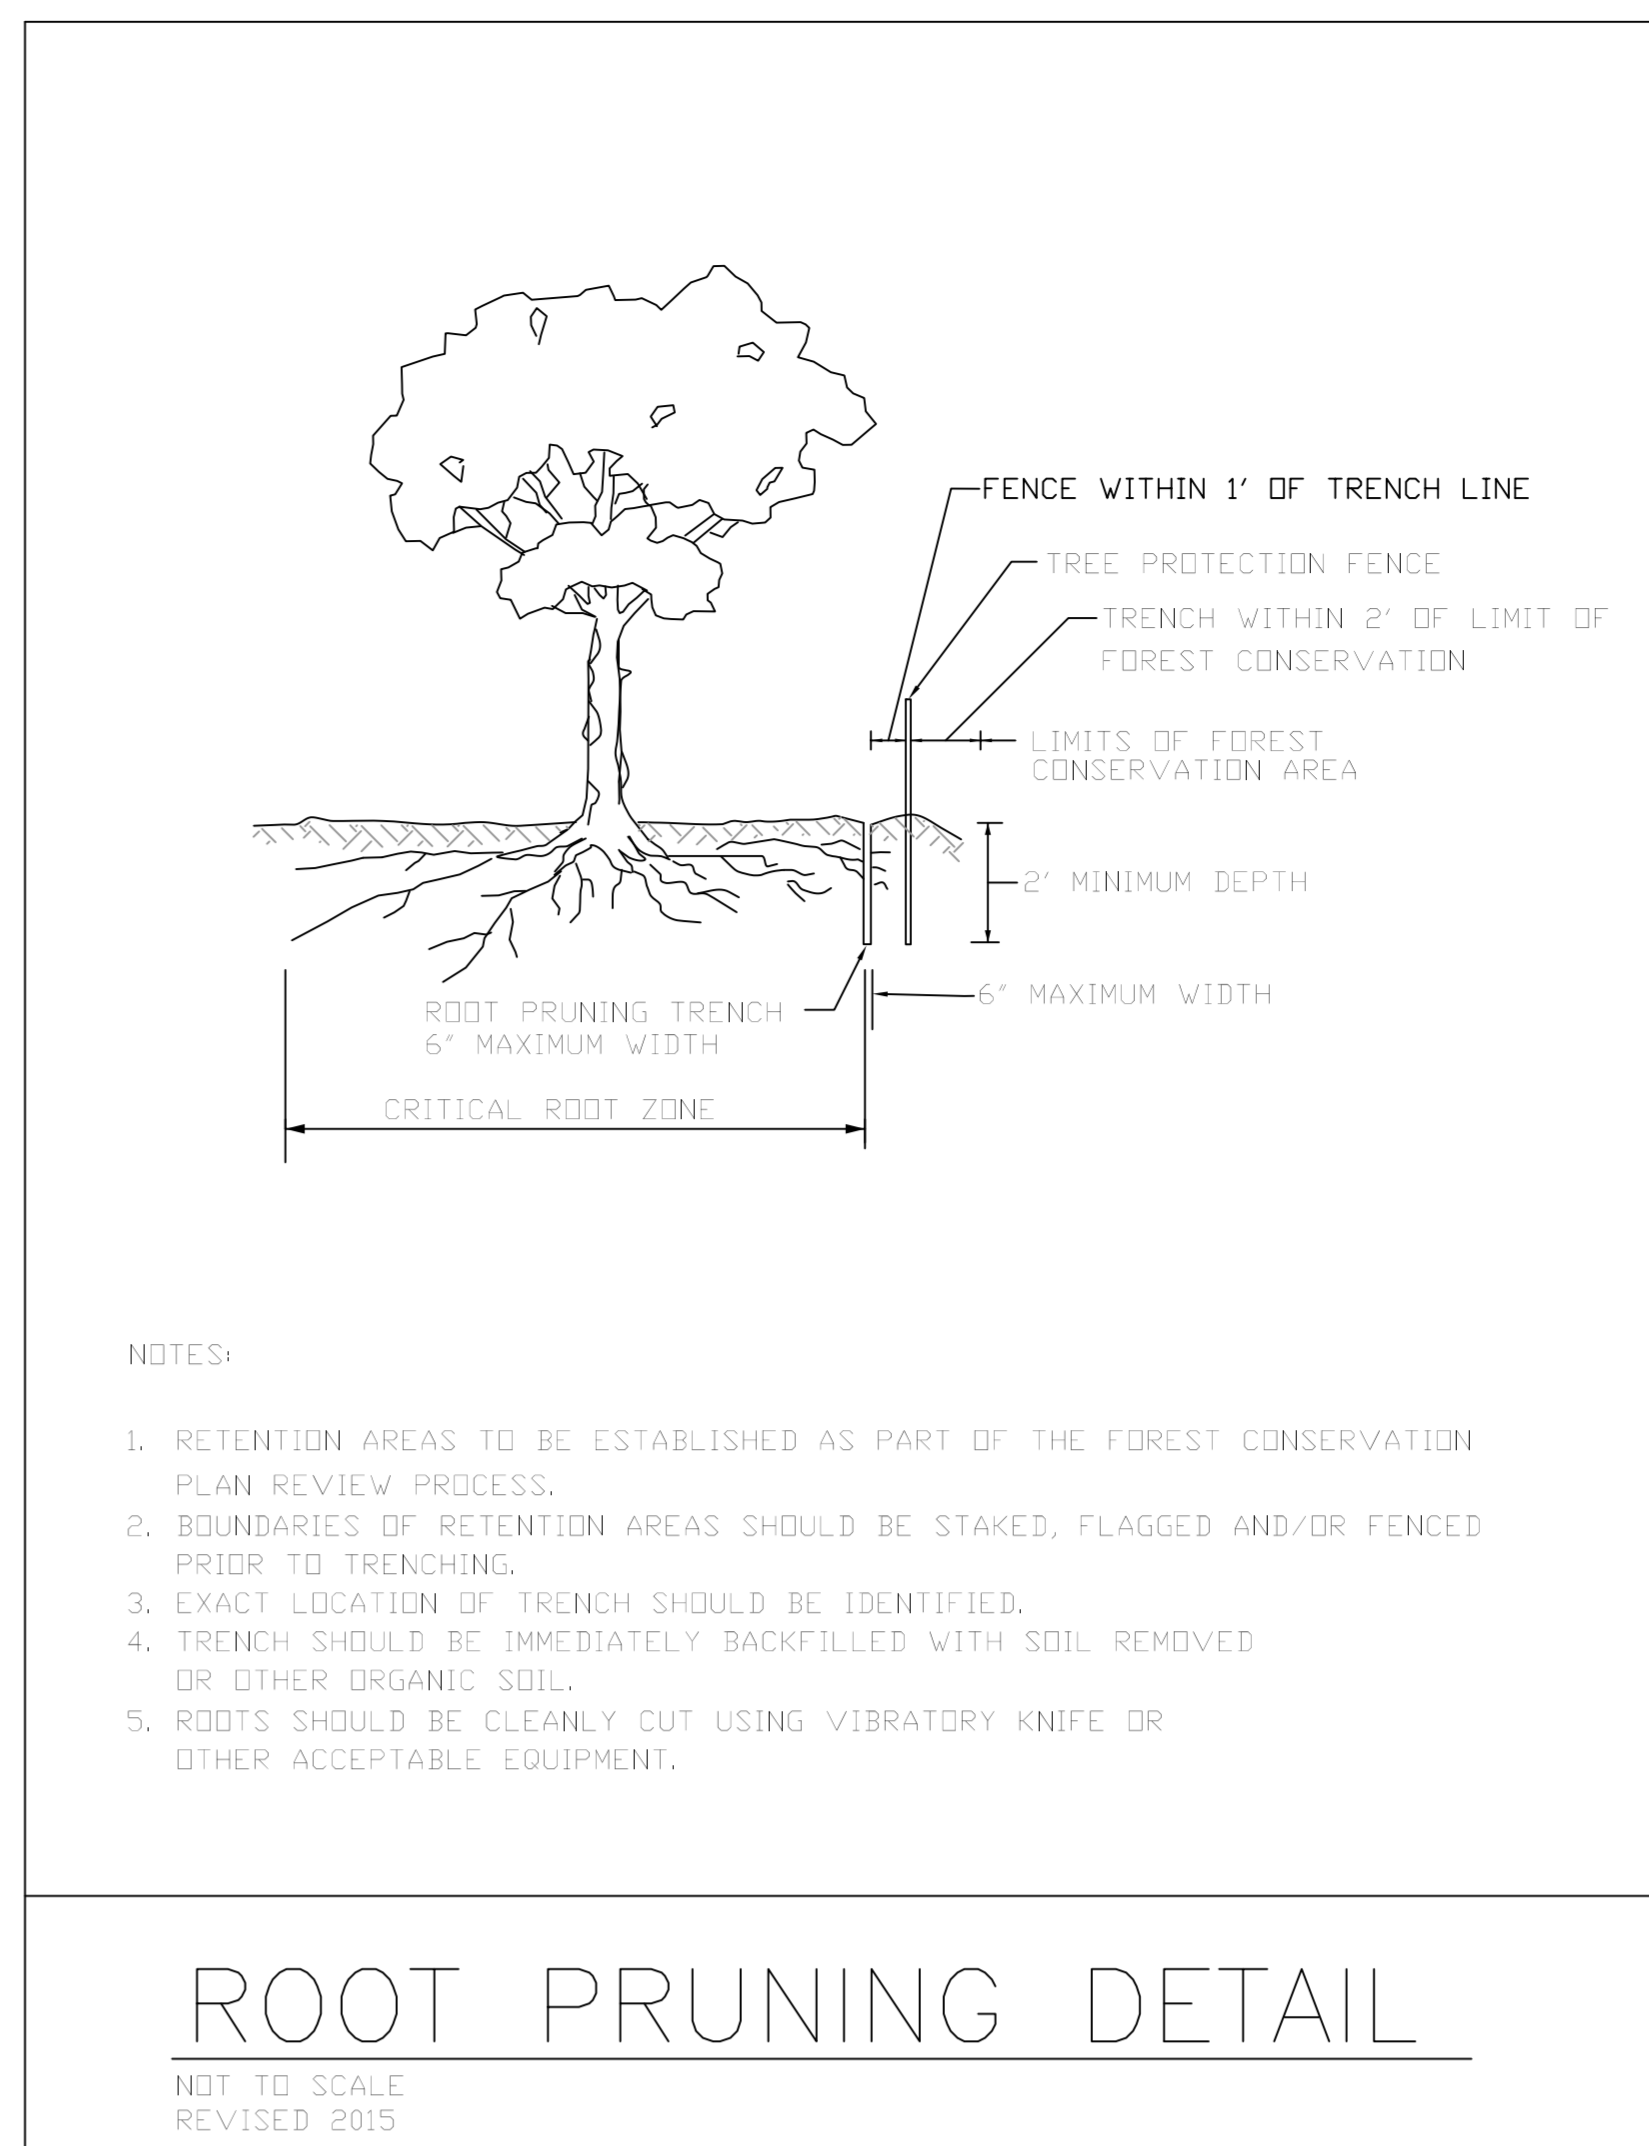 FENCE WITHIN 1' OF TRENCH LINE
TREE PROTECTION FENCE
TRENCH WITHIN 2' OF LIMIT OF
FOREST CONSERVATION
LIMITS OF FOREST
CONSERVATION AREA
2' MINIMUM DEPTH
6" MAXIMUM WIDTH
ROOT PRUNING TRENCH
6" MAXIMUM WIDTH
CRITICAL ROOT ZONE
NOTES:
1. RETENTION AREAS TO BE ESTABLISHED AS PART OF THE FOREST CONSERVATION
PLAN REVIEW PROCESS.
2. BOUNDARIES OF RETENTION AREAS SHOULD BE STAKED, FLAGGED AND/OR FENCED
PRIOR TO TRENCHING.
3. EXACT LOCATION OF TRENCH SHOULD BE IDENTIFIED.
4. TRENCH SHOULD BE IMMEDIATELY BACKFILLED WITH SOIL REMOVED
OR OTHER ORGANIC SOIL.
5. ROOTS SHOULD BE CLEANLY CUT USING VIBRATORY KNIFE OR
OTHER ACCEPTABLE EQUIPMENT.
ROOT PRUNING DETAIL
NOT TO SCALE
REVISED 2015